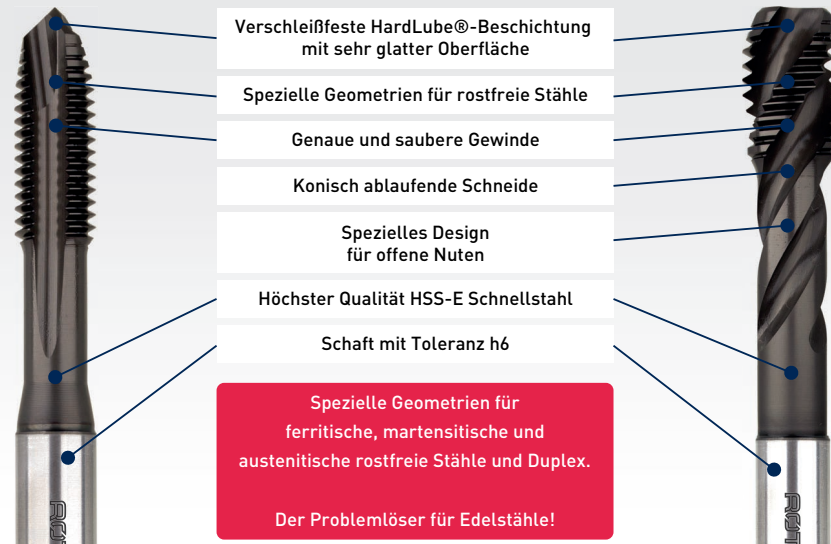 Verschleißfeste HardLube®-Beschichtung
mit sehr glatter Oberfläche
Spezielle Geometrien für rostfreie Stähle
Genaue und saubere Gewinde
Konisch ablaufende Schneide
Spezielles Design
für offene Nuten
Höchster Qualität HSS-E Schnellstahl
Schaft mit Toleranz h6
Spezielle Geometrien für
ferritische, martensitische und
austenitische rostfreie Stähle und Duplex.
Der Problemlöser für Edelstähle!